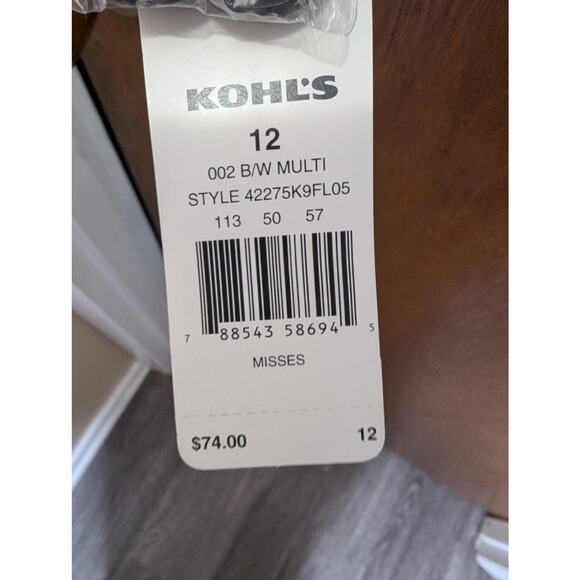 KOHL'S
12
002 B/W MULTI
STYLE 42275K9FL05
113 50 57
7 88543 58694 5
MISSES
$74.00 12